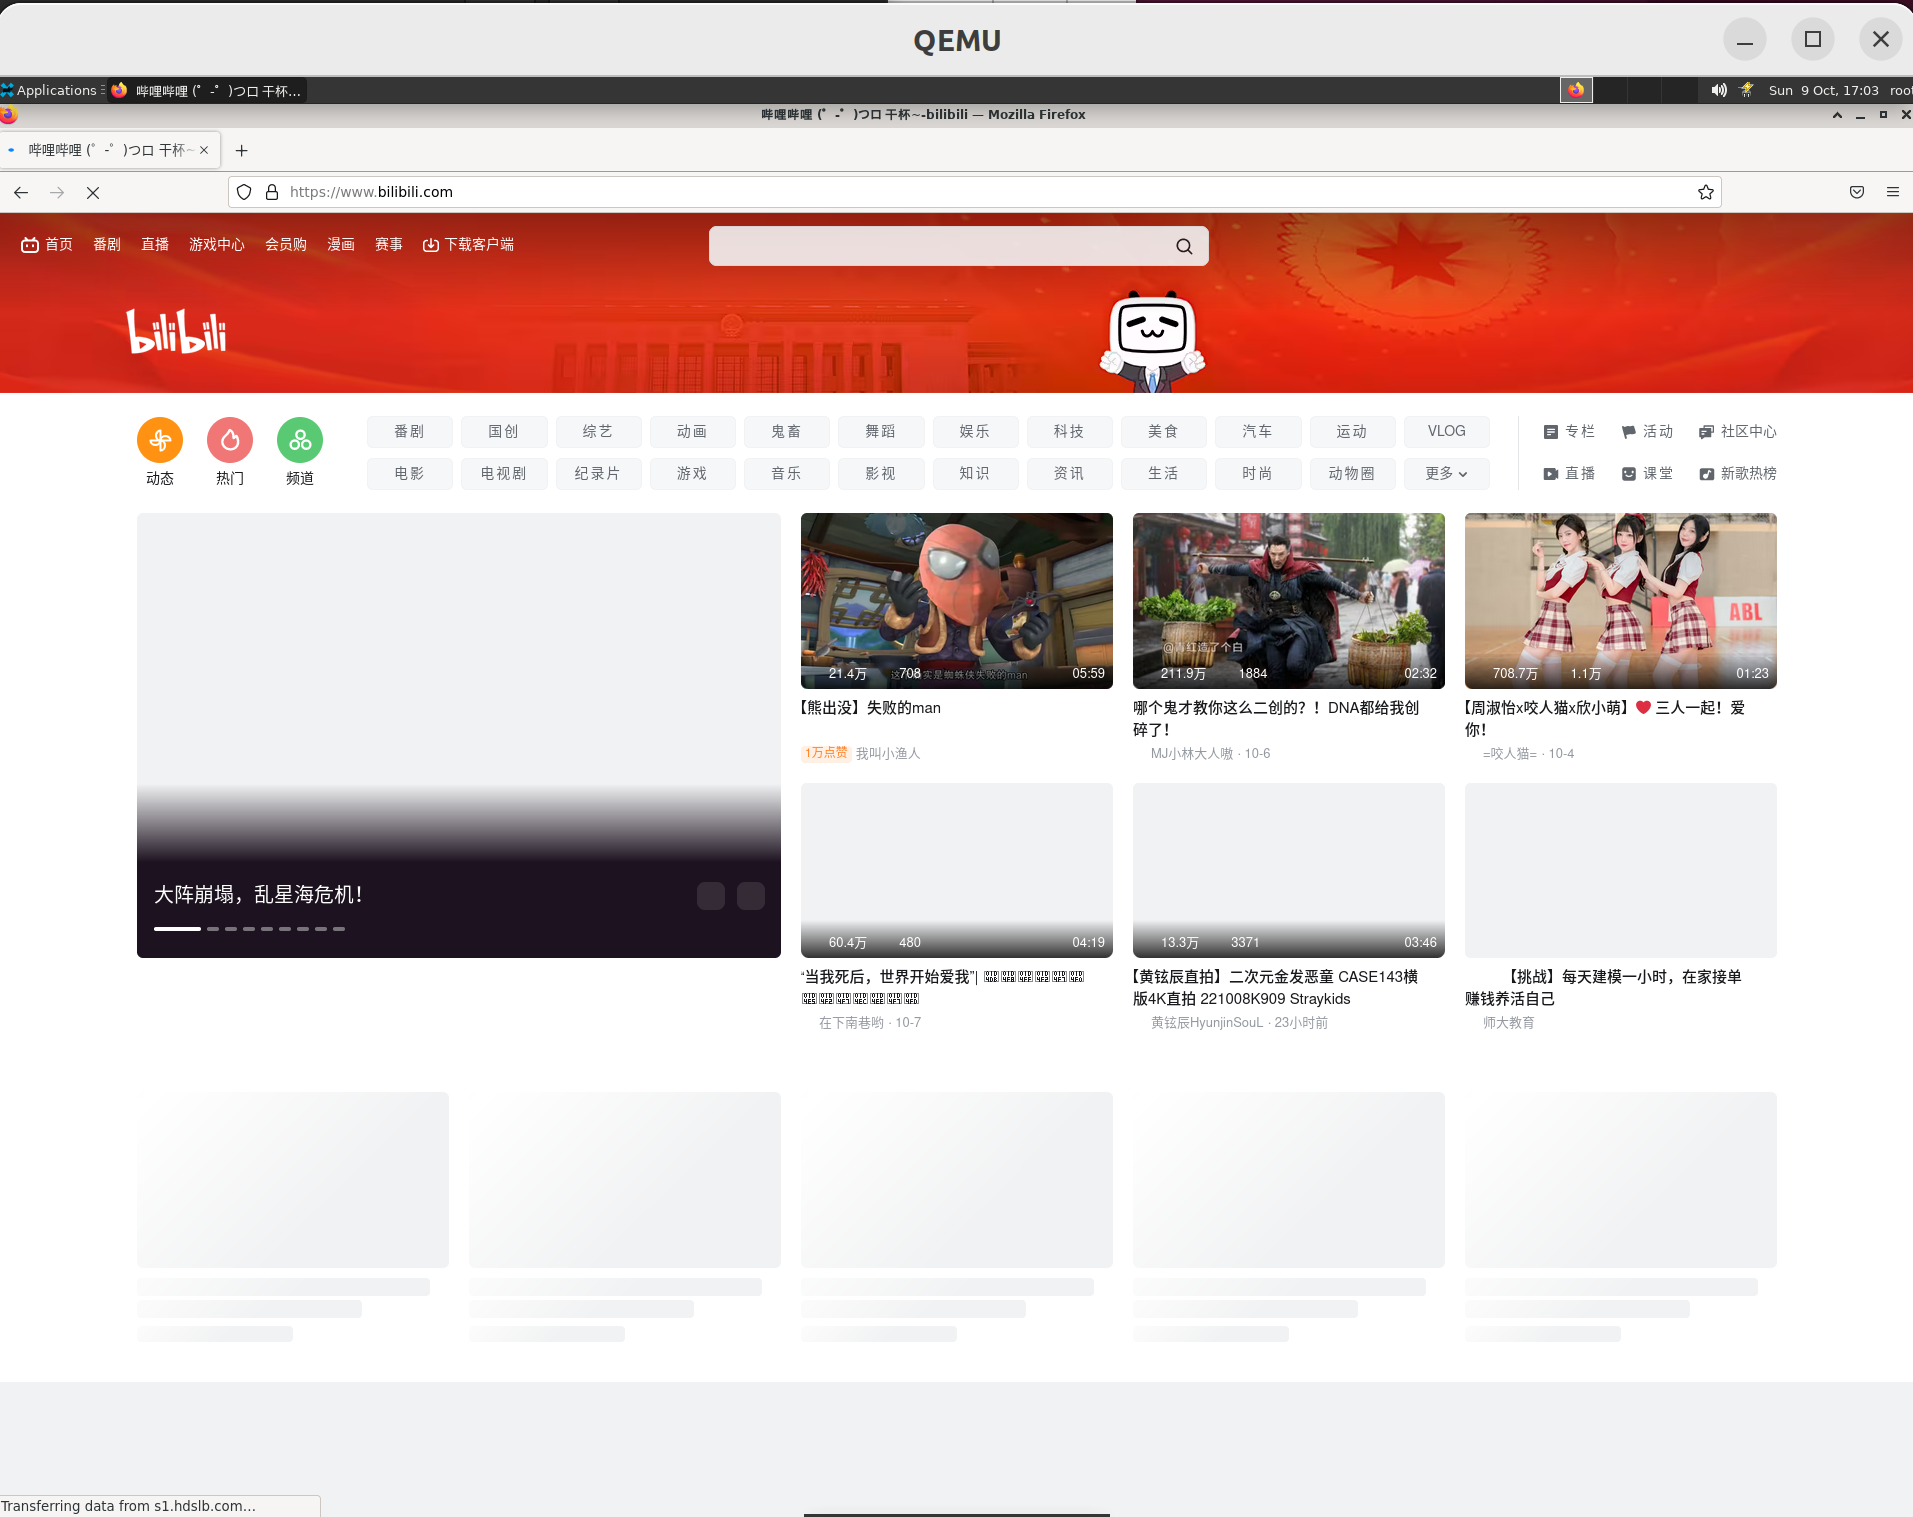 QEMU
Applications
哔哩哔哩 (゜-゜)つロ 干杯...
Sun 9 Oct, 17:03
哔哩哔哩 (゜-゜)つロ 干杯~-bilibili — Mozilla Firefox
哔哩哔哩 (゜-゜)つロ 干杯~
https://www.bilibili.com
首页 番剧 直播 游戏中心 会员购 漫画 赛事 下载客户端
bilibili
番剧 国创 综艺 动画 鬼畜 舞蹈 娱乐 科技 美食 汽车 运动 VLOG 专栏 活动 社区中心
动态 热门 频道
电影 电视剧 纪录片 游戏 音乐 影视 知识 资讯 生活 时尚 动物圈 更多 直播 课堂 新歌热榜
大阵崩塌，乱星海危机！
21.4万 708 05:59
【熊出没】失败的man
1万点赞 我叫小渔人
@青红造了个白
211.9万 1884 02:32
哪个鬼才教你这么二创的？！DNA都给我创
碎了！
MJ小林大人嗷 · 10-6
ABL
708.7万 1.1万 01:23
【周淑怡x咬人猫x欣小萌】❤ 三人一起！爱
你！
=咬人猫= · 10-4
60.4万 480 04:19
“当我死后，世界开始爱我”|
在下南巷哟 · 10-7
13.3万 3371 03:46
【黄铉辰直拍】二次元金发恶童 CASE143横
版4K直拍 221008K909 Straykids
黄铉辰HyunjinSouL · 23小时前
【挑战】每天建模一小时，在家接单
赚钱养活自己
师大教育
Transferring data from s1.hdslb.com...